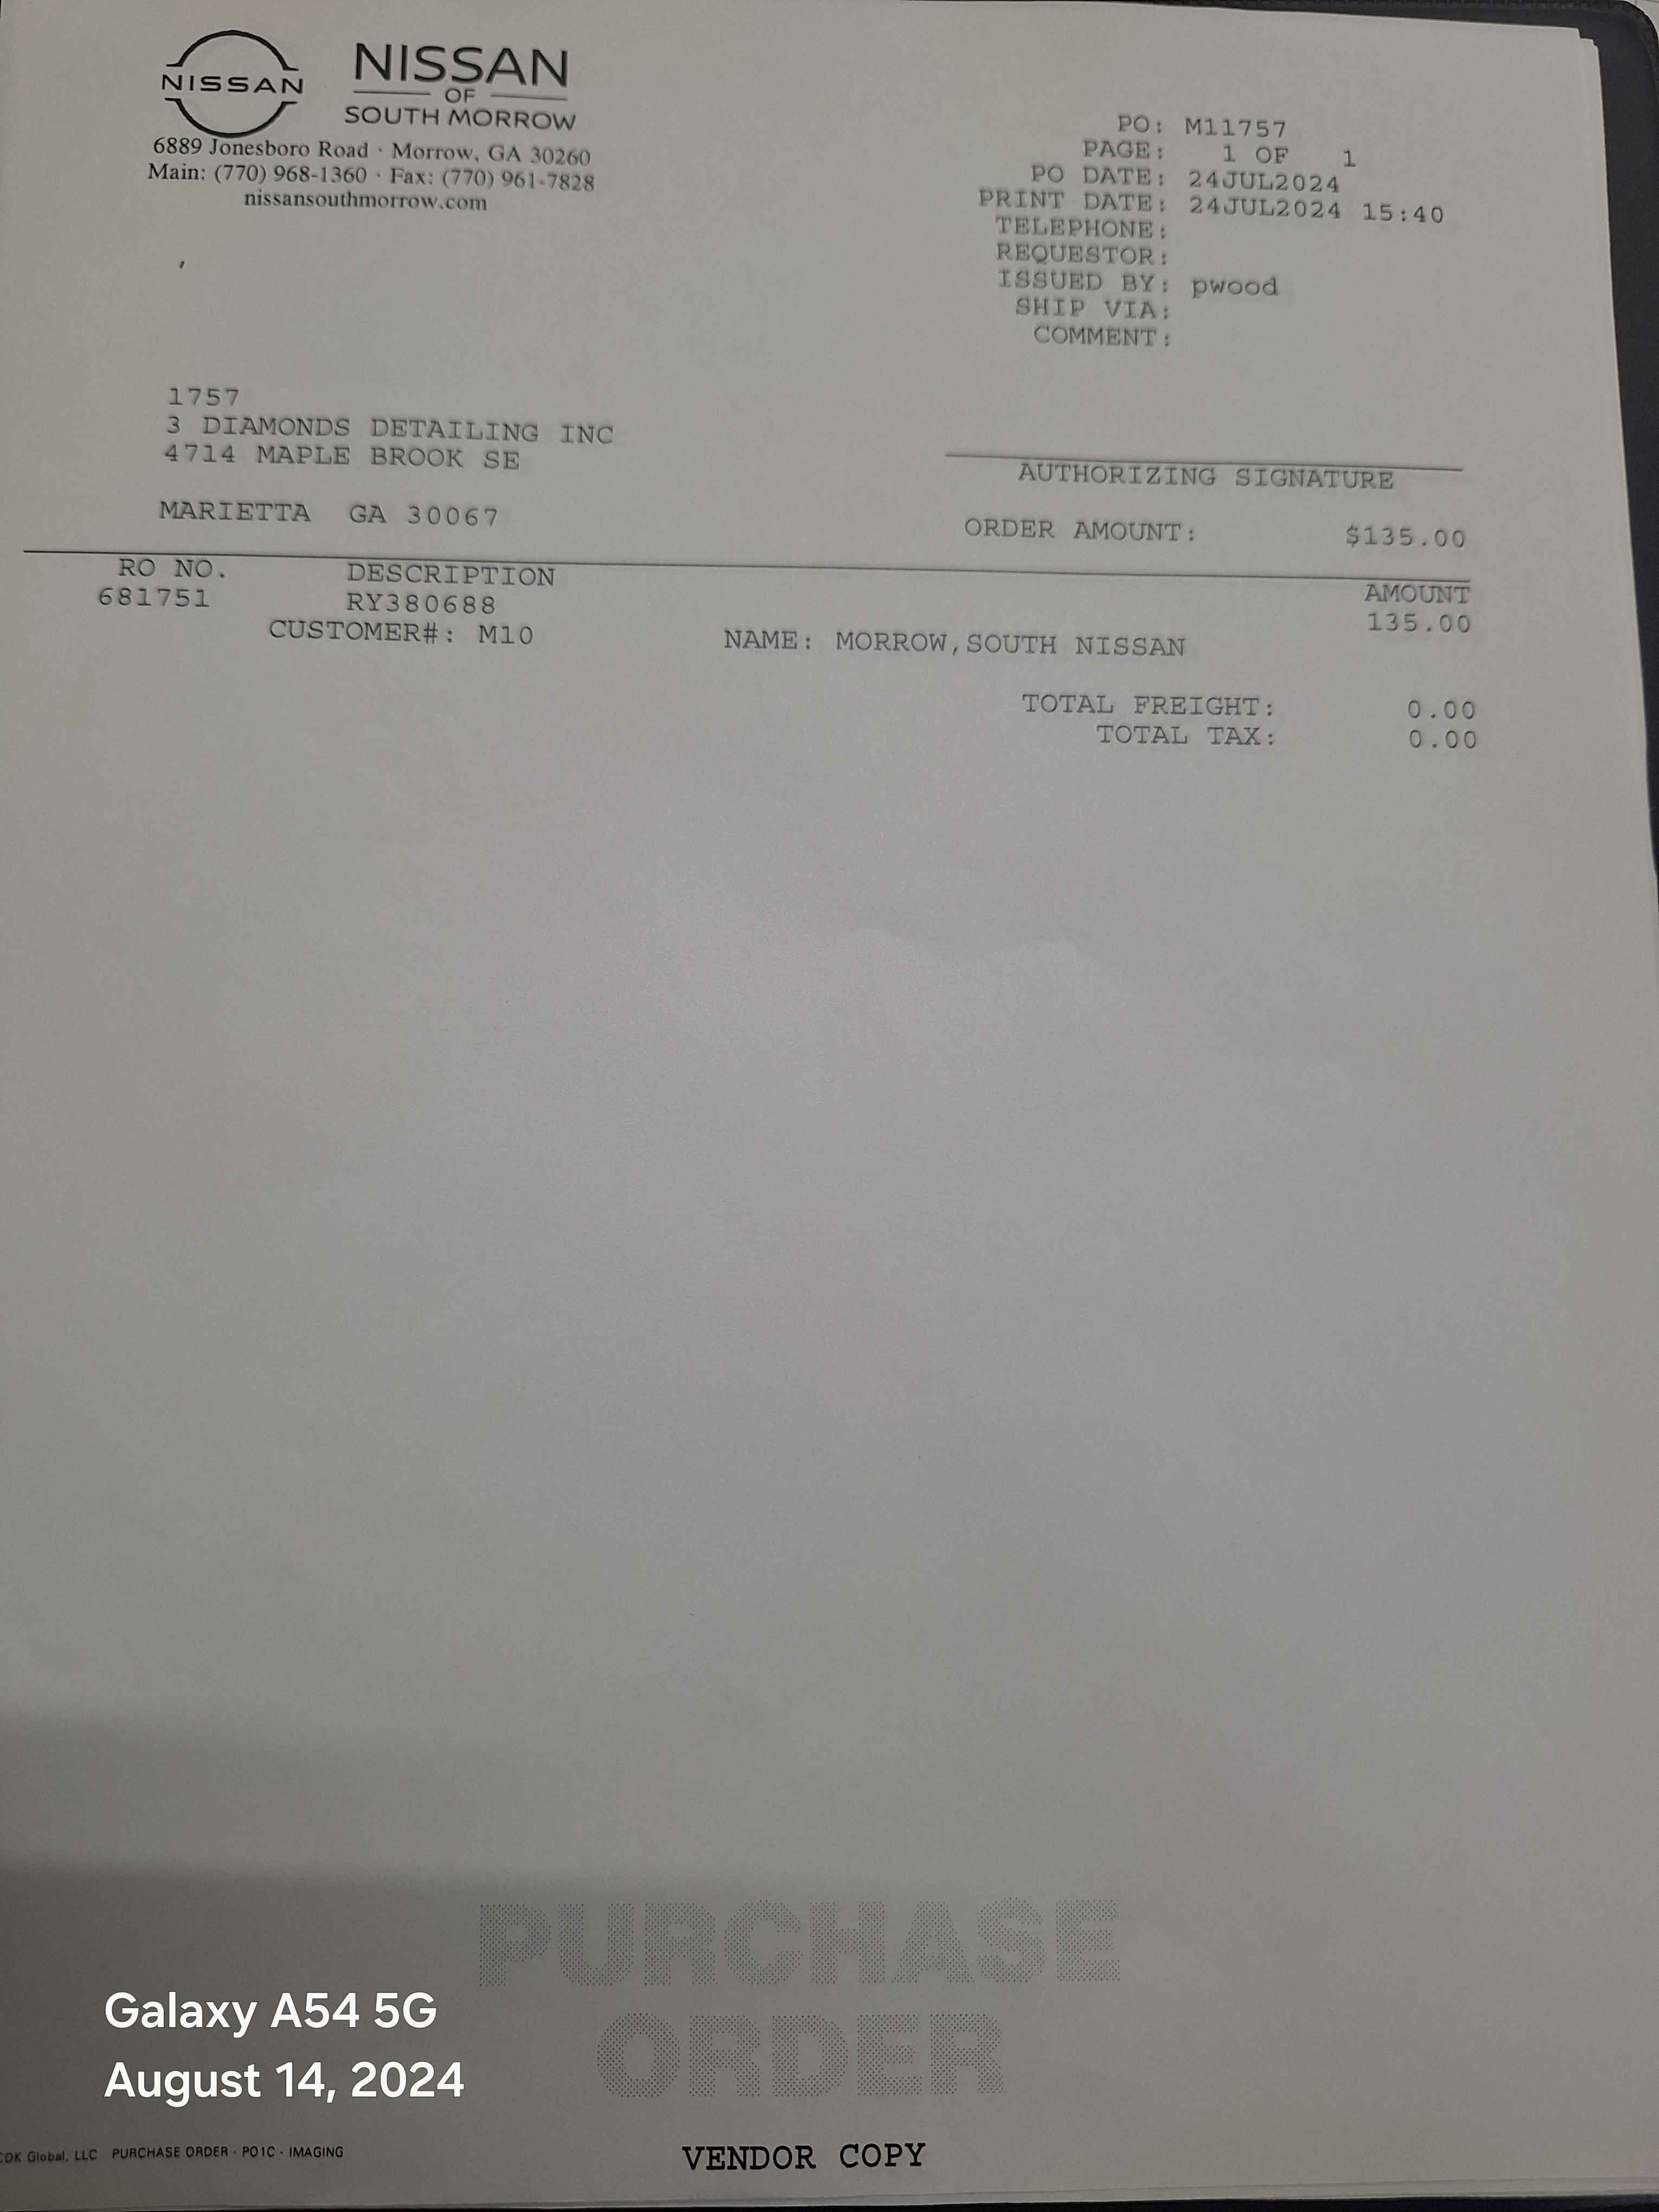 NISSAN
NISSAN
OF
SOUTH MORROW
6889 Jonesboro Road · Morrow, GA 30260
Main: (770) 968-1360 · Fax: (770) 961-7828
nissansouthmorrow.com
PO: M11757
PAGE: 1 OF 1
PO DATE: 24JUL2024
PRINT DATE: 24JUL2024 15:40
TELEPHONE:
REQUESTOR:
ISSUED BY: pwood
SHIP VIA:
COMMENT:
1757
3 DIAMONDS DETAILING INC
4714 MAPLE BROOK SE
MARIETTA GA 30067
AUTHORIZING SIGNATURE
ORDER AMOUNT: $135.00
RO NO. DESCRIPTION AMOUNT
681751 RY380688 135.00
CUSTOMER#: M10 NAME: MORROW,SOUTH NISSAN
TOTAL FREIGHT: 0.00
TOTAL TAX: 0.00
PURCHASE
ORDER
Galaxy A54 5G
August 14, 2024
CDK Global, LLC PURCHASE ORDER - PO1C - IMAGING
VENDOR COPY